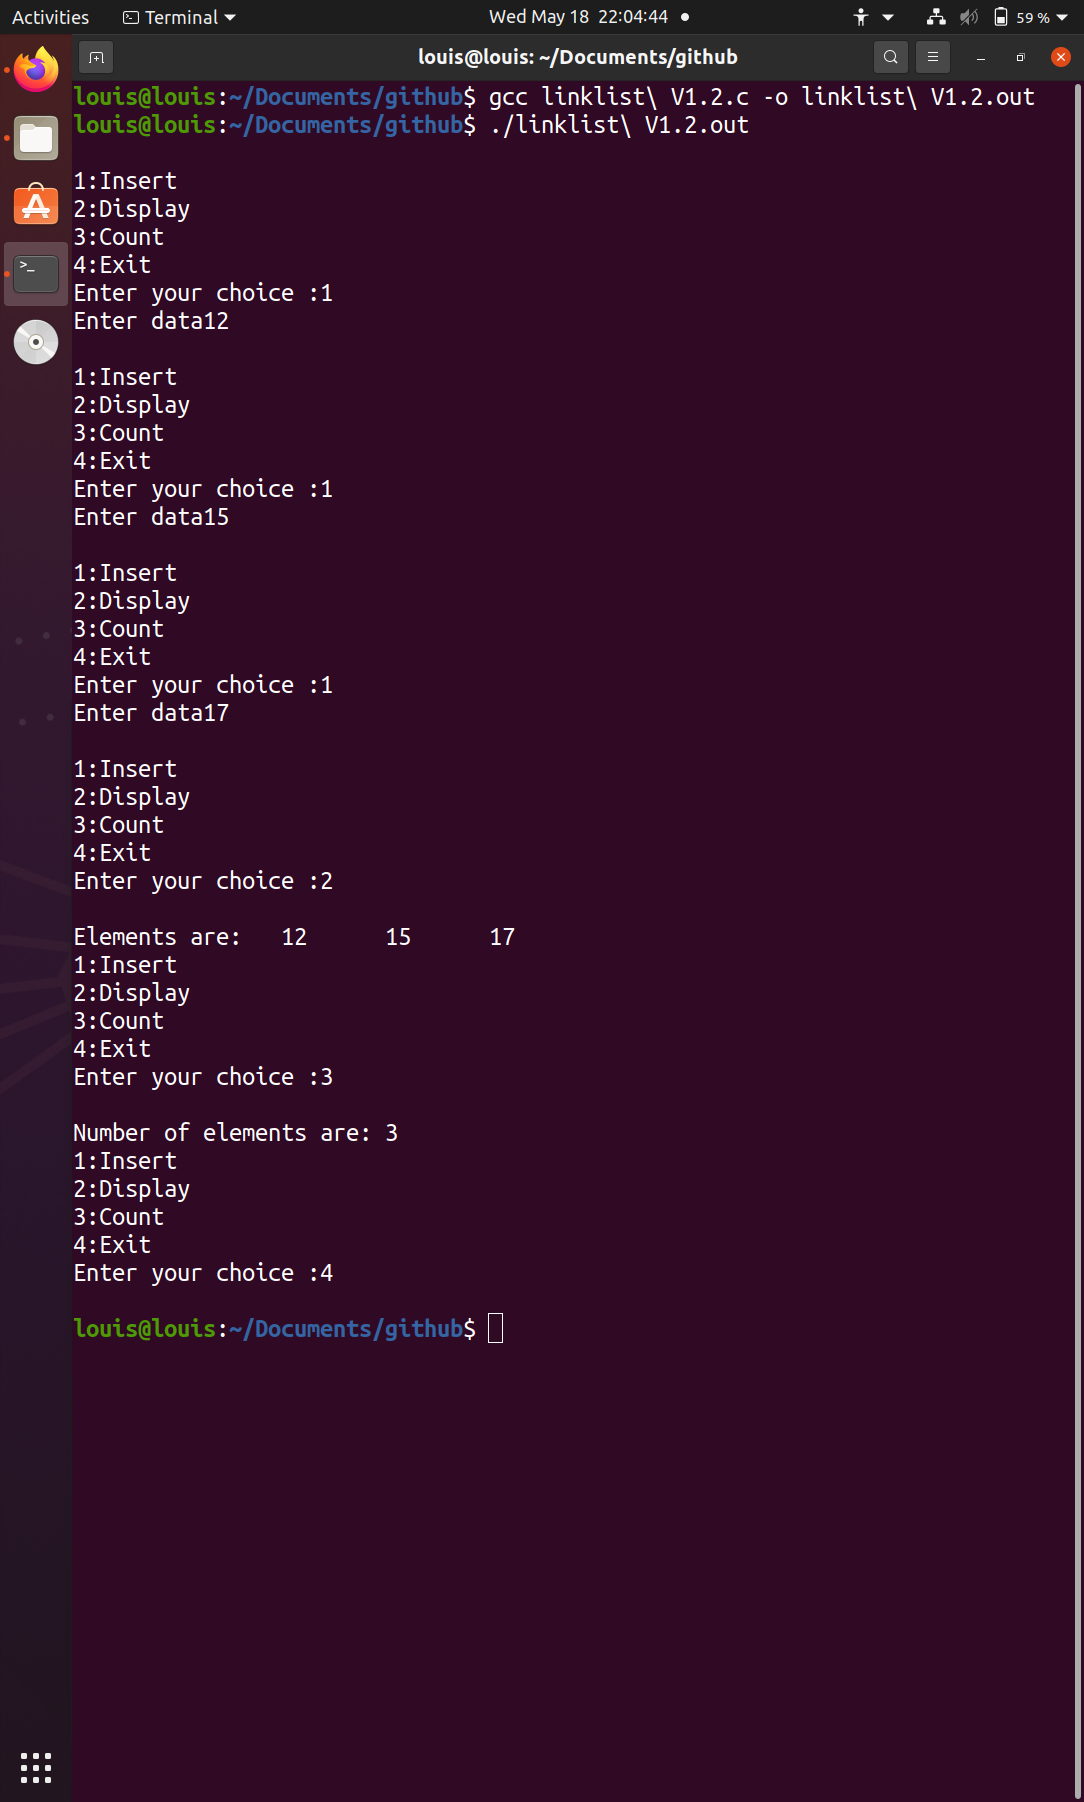 Activities Terminal Wed May 18 22:04:44 59 %
louis@louis: ~/Documents/github
louis@louis:~/Documents/github$ gcc linklist\ V1.2.c -o linklist\ V1.2.out
louis@louis:~/Documents/github$ ./linklist\ V1.2.out
1:Insert
2:Display
3:Count
4:Exit
Enter your choice :1
Enter data12
1:Insert
2:Display
3:Count
4:Exit
Enter your choice :1
Enter data15
1:Insert
2:Display
3:Count
4:Exit
Enter your choice :1
Enter data17
1:Insert
2:Display
3:Count
4:Exit
Enter your choice :2
Elements are: 12 15 17
1:Insert
2:Display
3:Count
4:Exit
Enter your choice :3
Number of elements are: 3
1:Insert
2:Display
3:Count
4:Exit
Enter your choice :4
louis@louis:~/Documents/github$